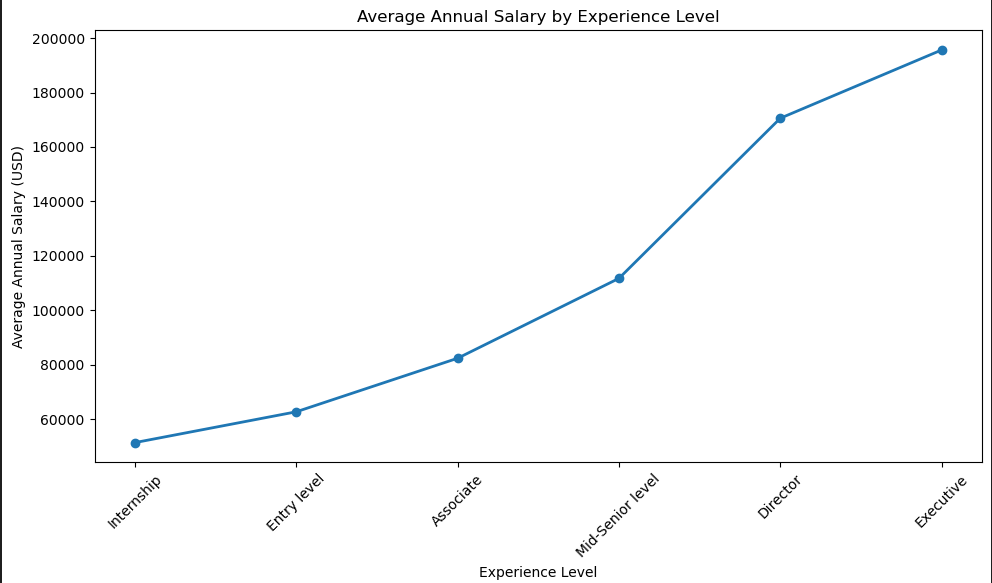 Average Annual Salary by Experience Level
Average Annual Salary (USD)
200000
180000
160000
140000
120000
100000
80000
60000
Internship
Entry level
Associate
Mid-Senior level
Director
Executive
Experience Level